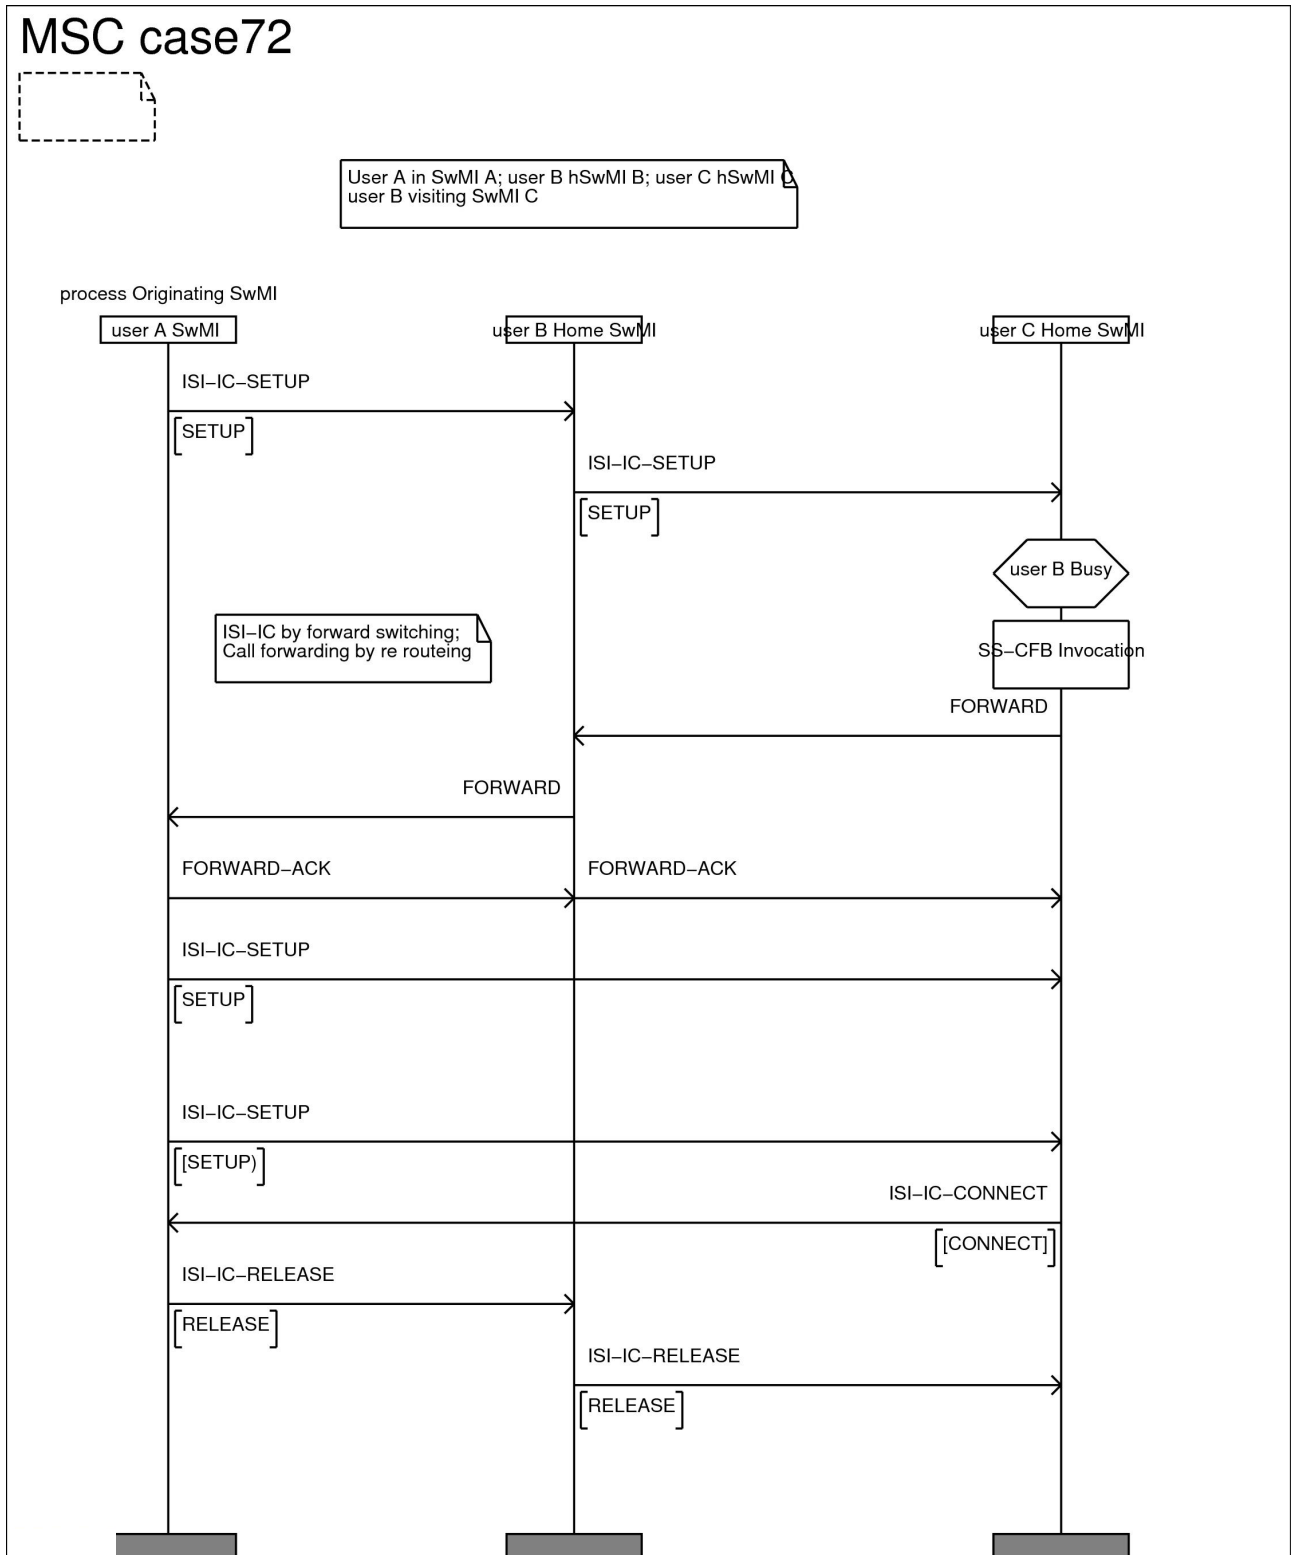 MSC case72
User A in SwMI A; user B hSwMI B; user C hSwMI C
user B visiting SwMI C
process Originating SwMI
user A SwMI
user B Home SwMI
user C Home SwMI
ISI–IC–SETUP
SETUP
ISI–IC–SETUP
SETUP
user B Busy
ISI–IC by forward switching;
Call forwarding by re routeing
SS–CFB Invocation
FORWARD
FORWARD
FORWARD–ACK
FORWARD–ACK
ISI–IC–SETUP
SETUP
ISI–IC–SETUP
[SETUP)
ISI–IC–CONNECT
[CONNECT]
ISI–IC–RELEASE
RELEASE
ISI–IC–RELEASE
RELEASE